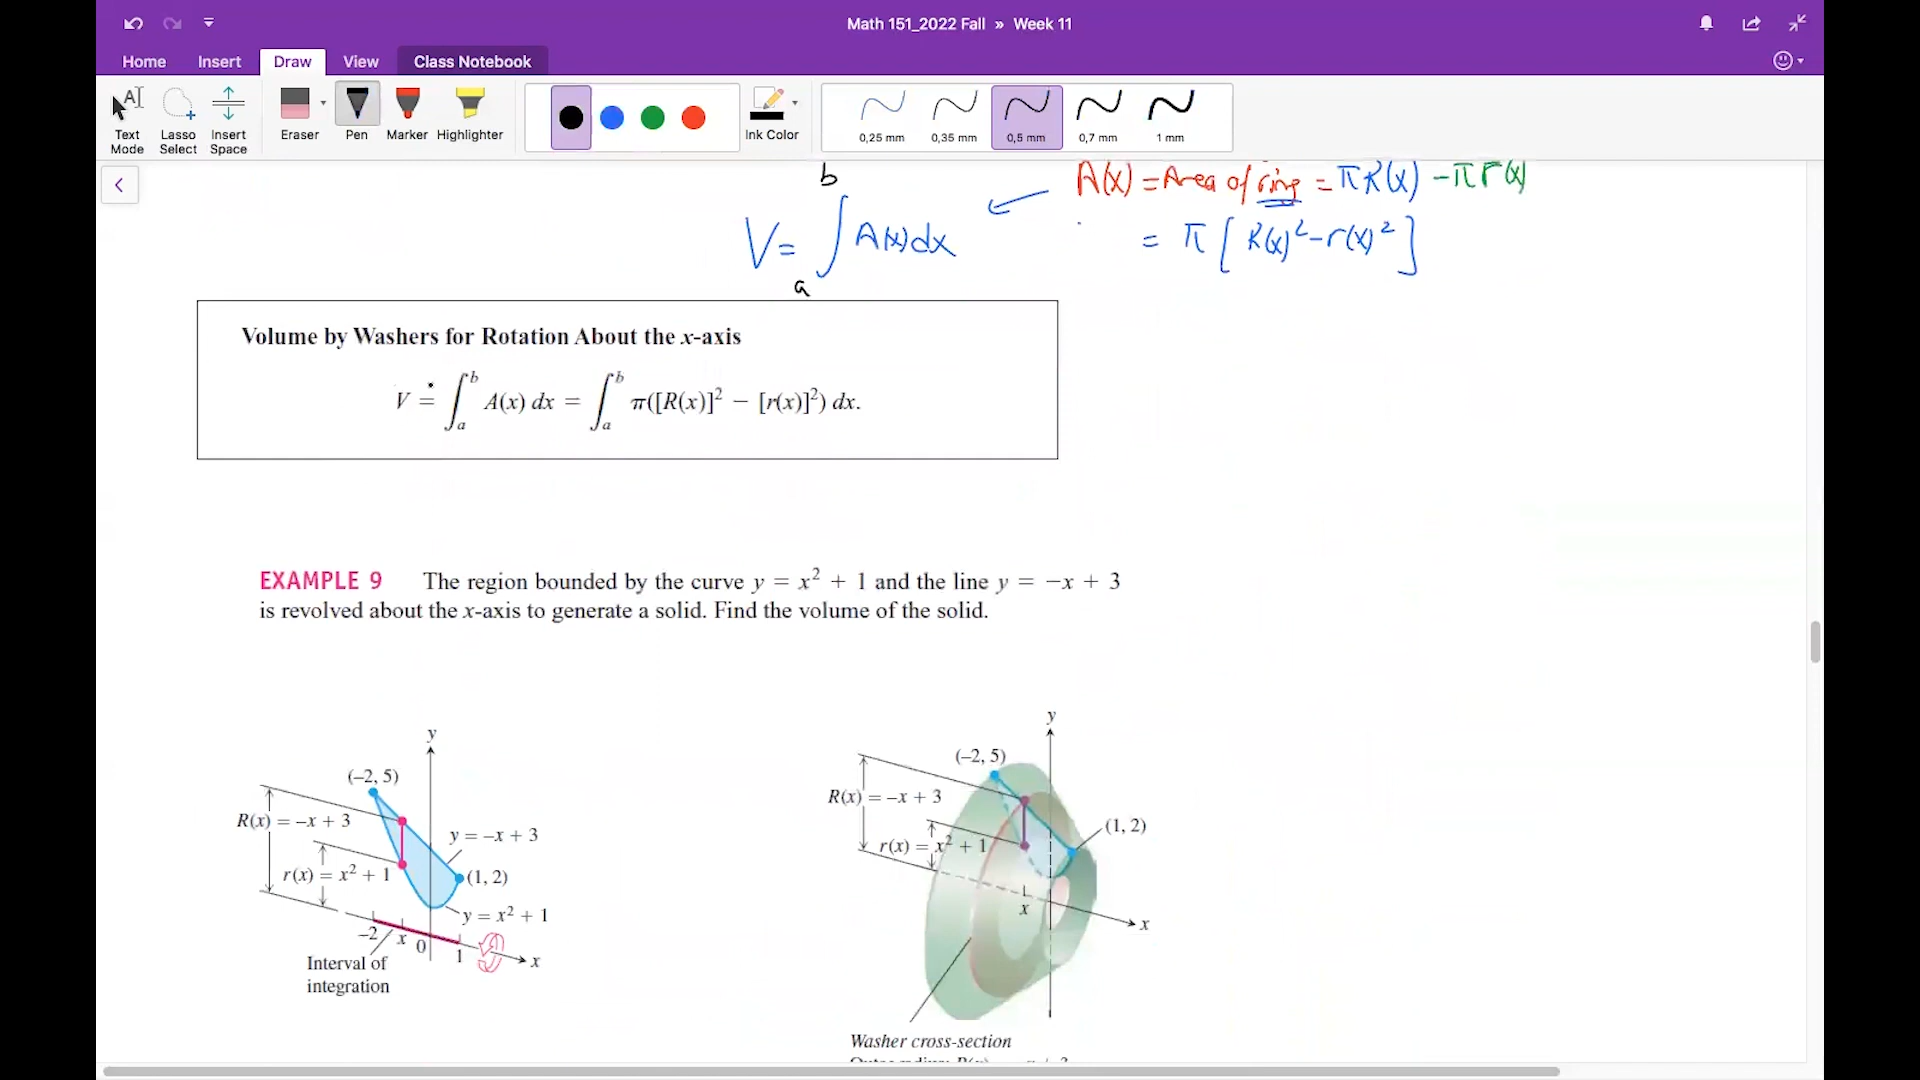 Math 151_2022 Fall » Week 11
Home Insert Draw View Class Notebook
Text Mode
Lasso Select
Insert Space
Eraser
Pen
Marker
Highlighter
Ink Color
0,25 mm 0,35 mm 0,5 mm 0,7 mm 1 mm
A(x) = Area of ring = πR(x) - πr(x)
V = ∫_a^b A(x)dx
= π[R(x)² - r(x)²]
Volume by Washers for Rotation About the x-axis
V = ∫_a^b A(x) dx = ∫_a^b π([R(x)]² − [r(x)]²) dx.
EXAMPLE 9 The region bounded by the curve y = x² + 1 and the line y = −x + 3
is revolved about the x-axis to generate a solid. Find the volume of the solid.
y
(–2, 5)
R(x) = –x + 3
y = –x + 3
r(x) = x² + 1
(1, 2)
y = x² + 1
–2 x 0 1 x
Interval of
integration
y
(–2, 5)
R(x) = –x + 3
(1, 2)
r(x) = x² + 1
x
x
Washer cross-section